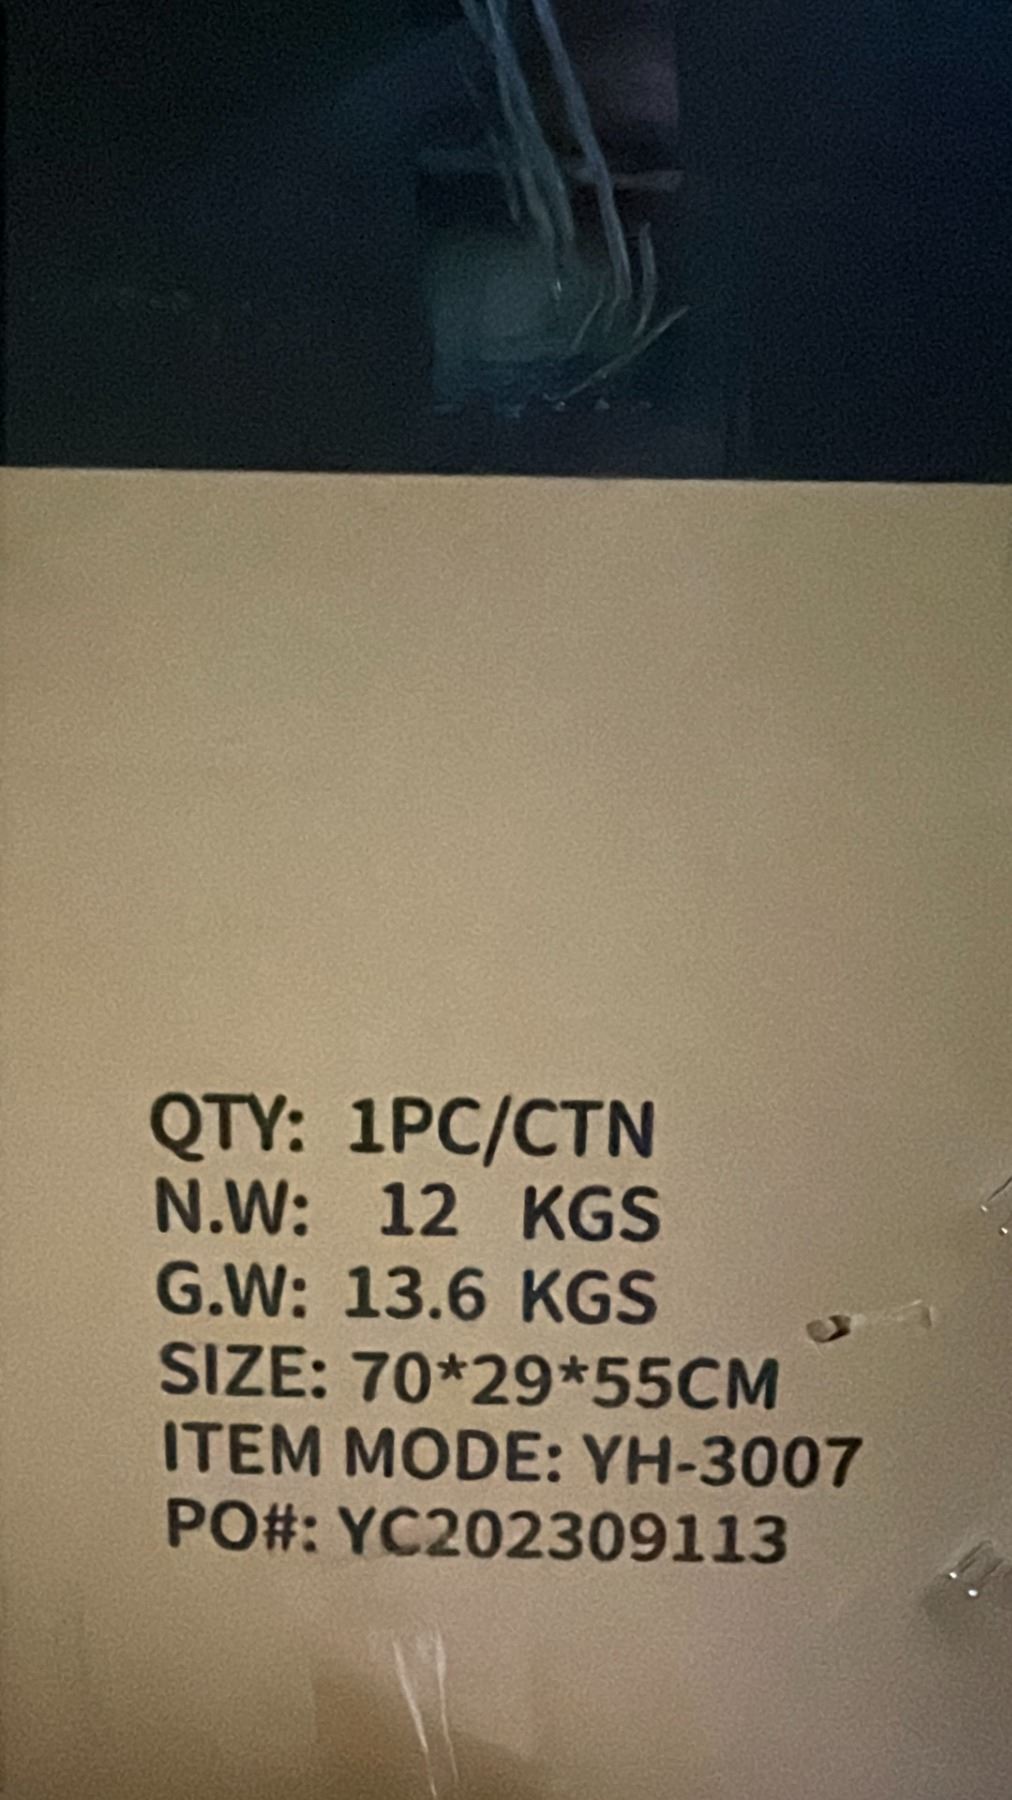 QTY: 1PC/CTN
N.W: 12 KGS
G.W: 13.6 KGS
SIZE: 70*29*55CM
ITEM MODE: YH-3007
PO#: YC202309113